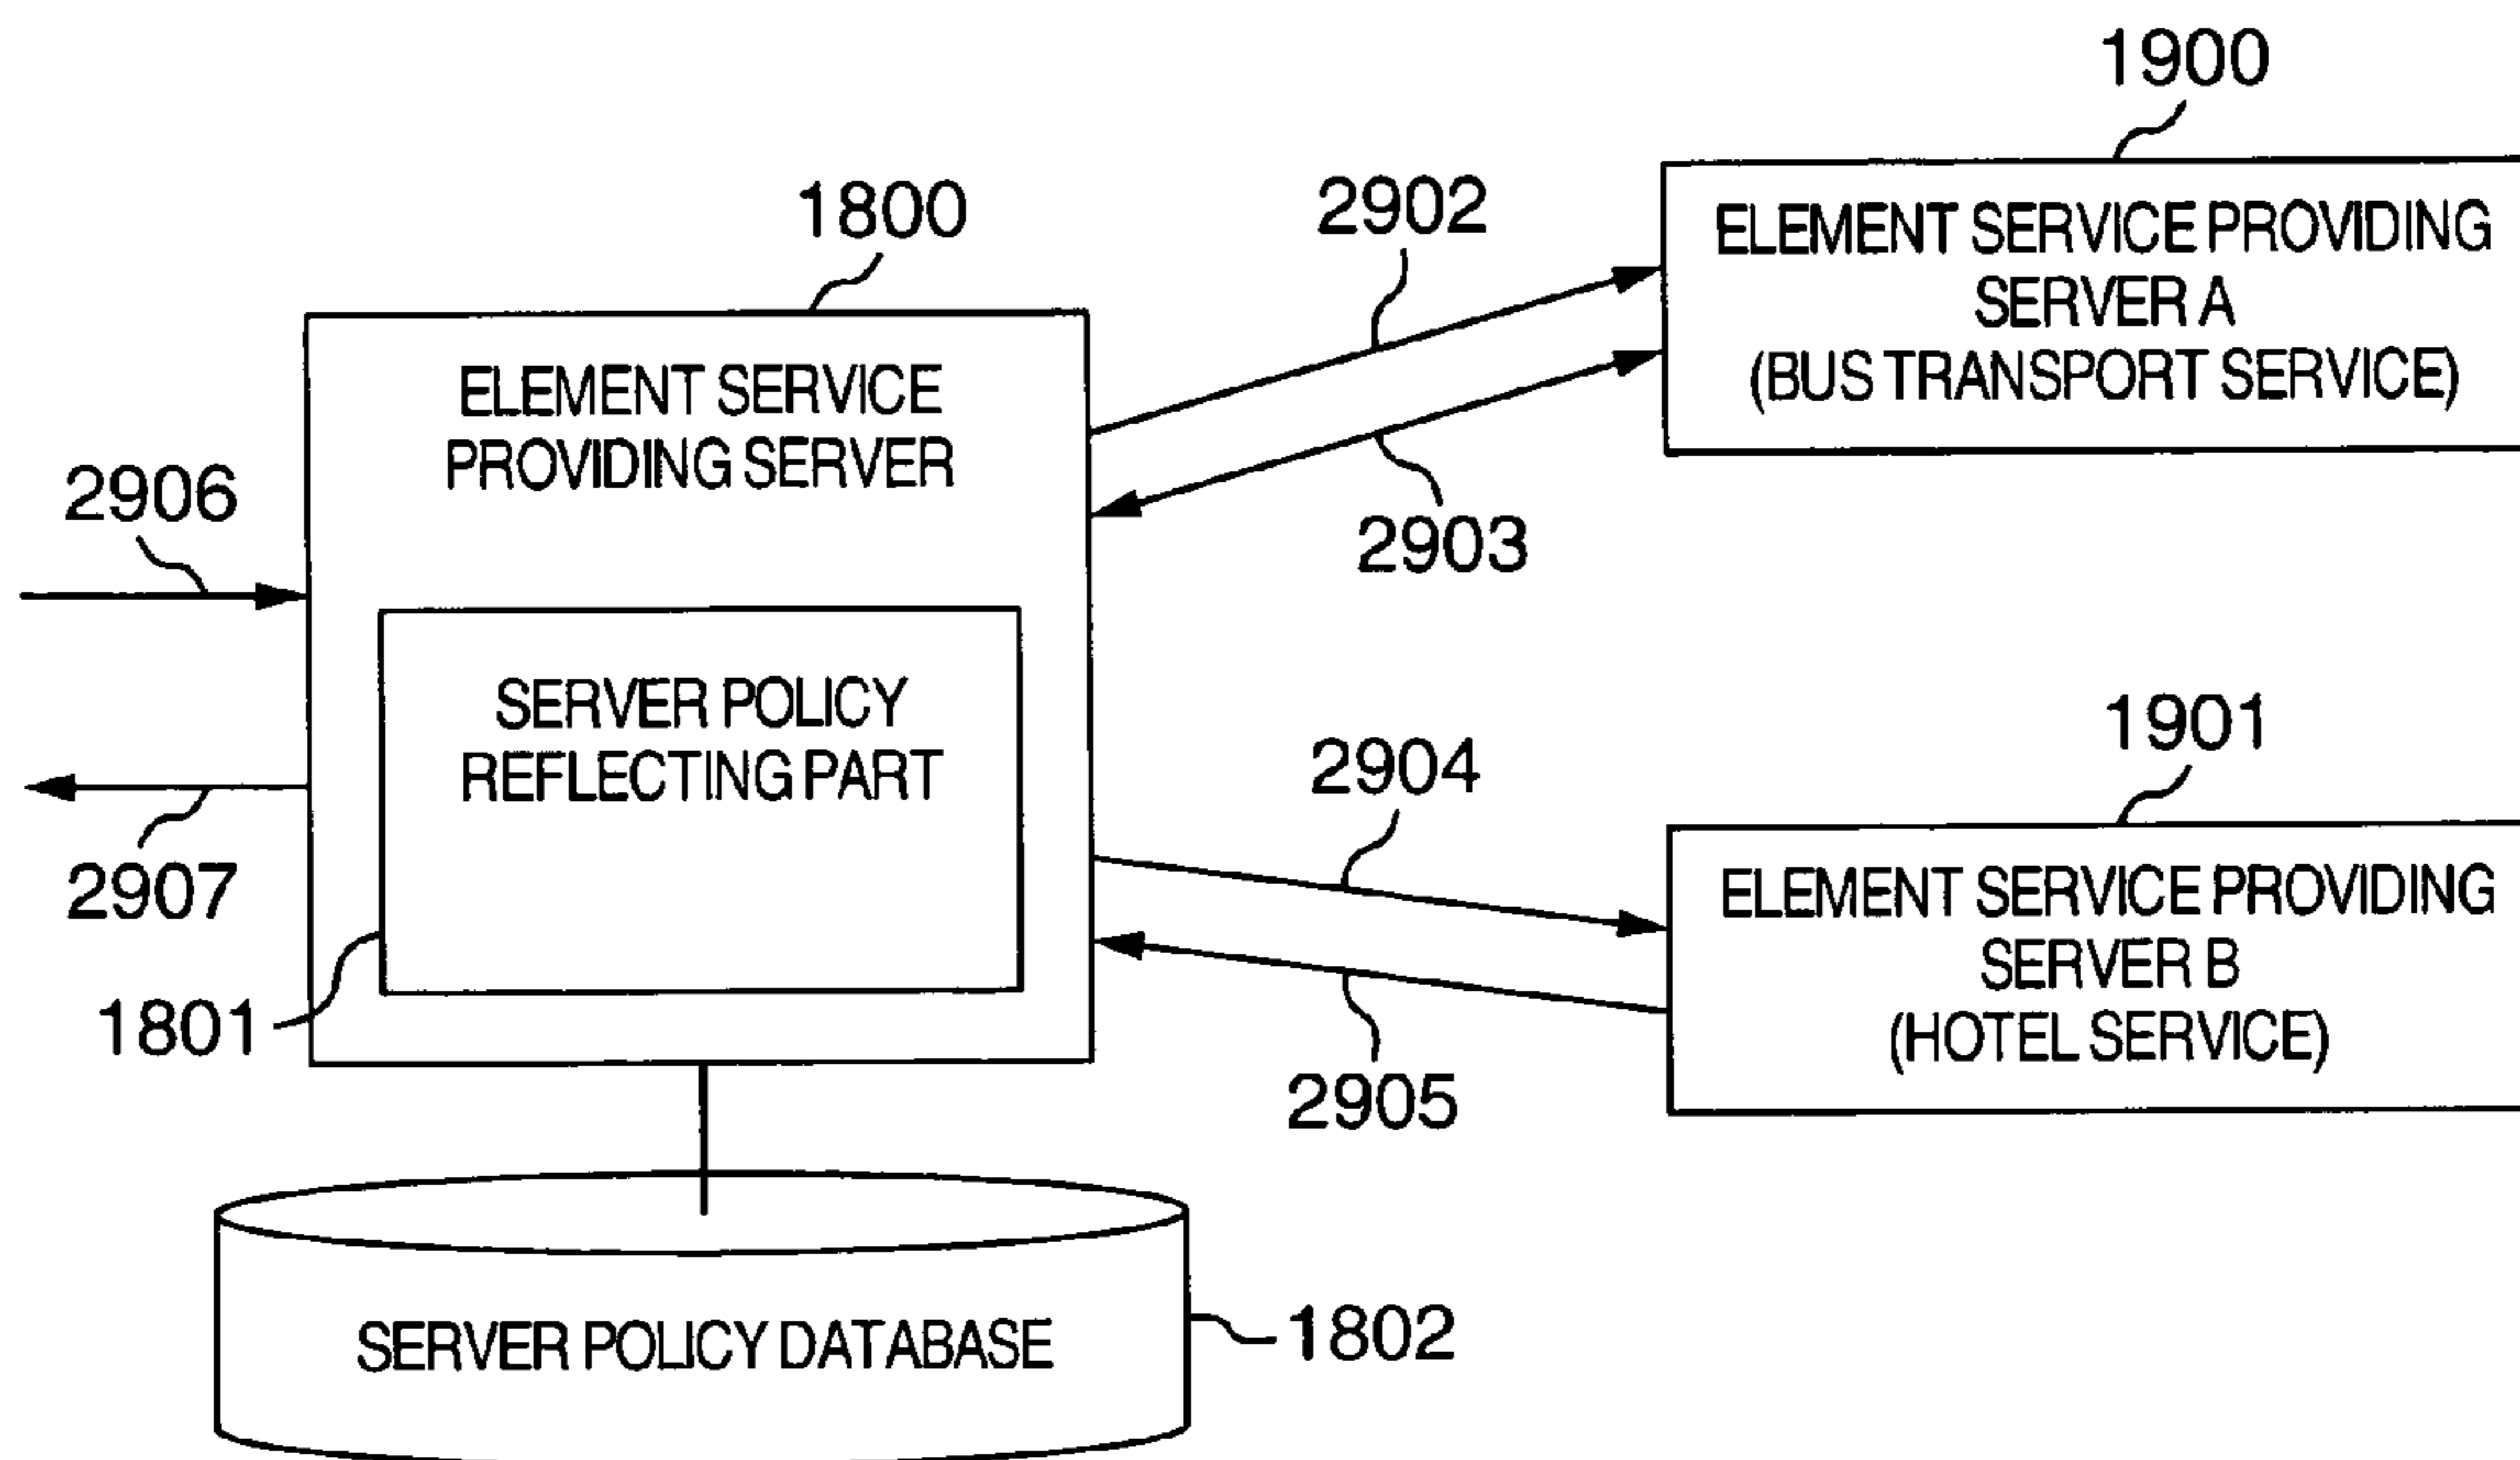 1900
ELEMENT SERVICE PROVIDING
SERVER A
(BUS TRANSPORT SERVICE)
1800
2902
ELEMENT SERVICE
PROVIDING SERVER
2903
2906
SERVER POLICY
REFLECTING PART
2907
1801
2904
1901
ELEMENT SERVICE PROVIDING
SERVER B
(HOTEL SERVICE)
2905
SERVER POLICY DATABASE
1802